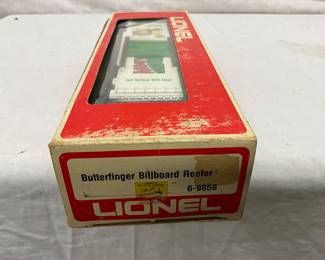 LIONEL
Butterfinger Billboard Reefer
6-9858
LIONEL